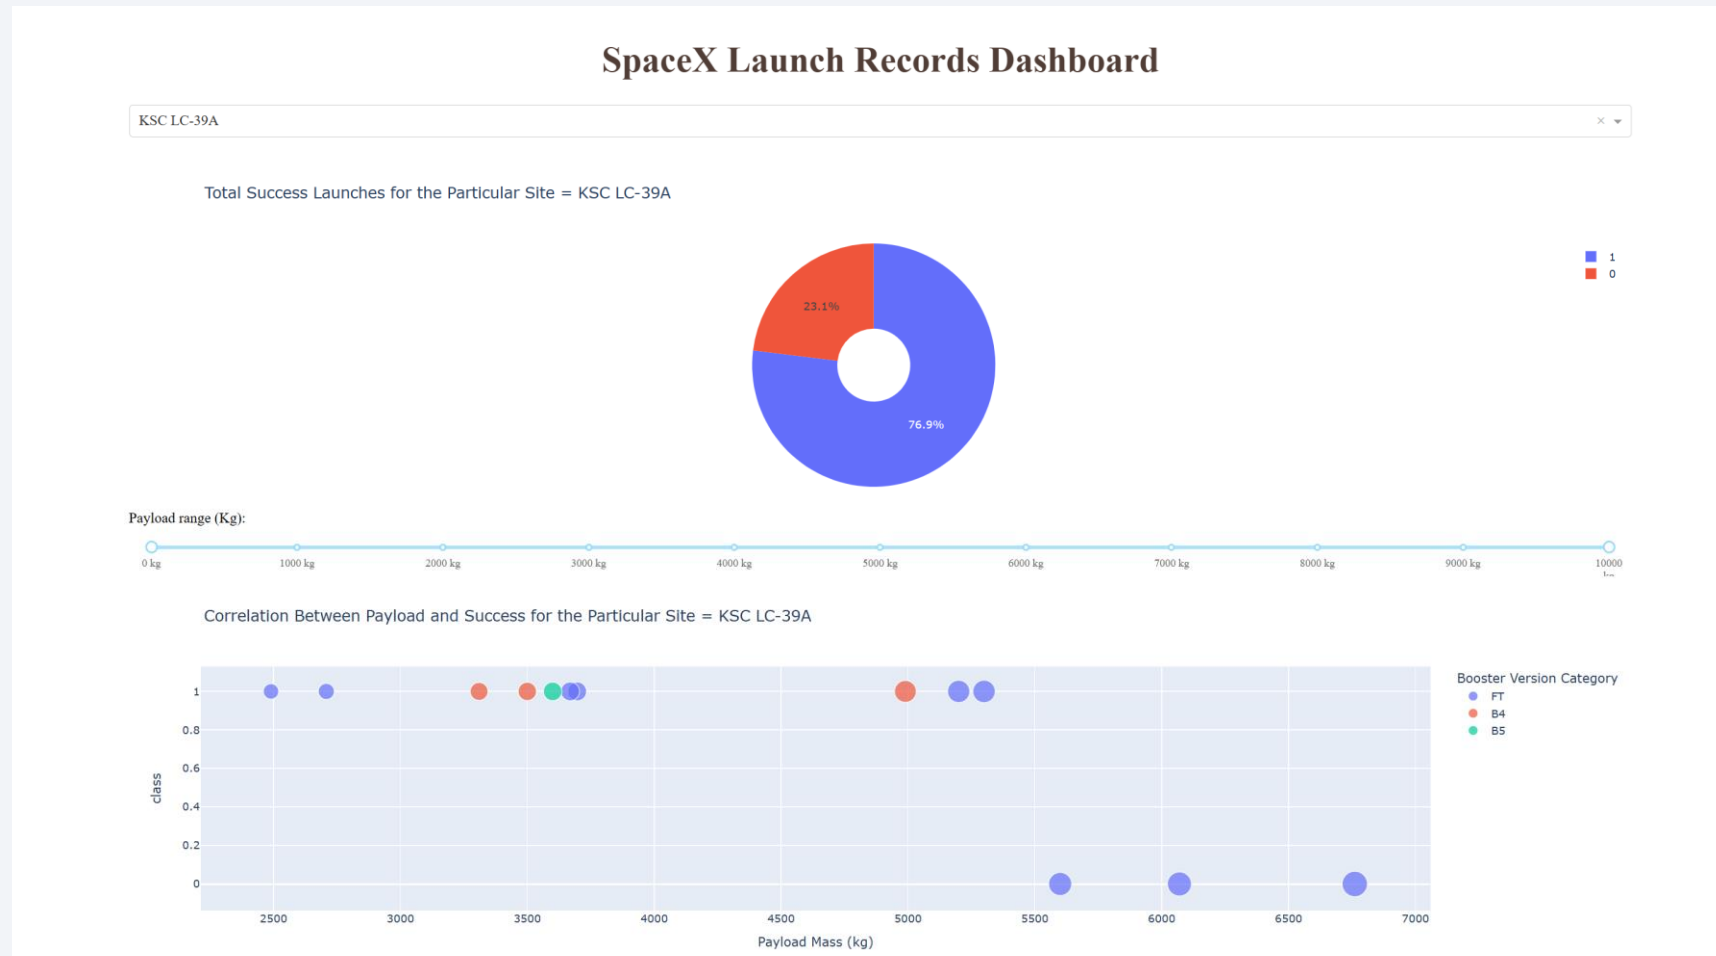 SpaceX Launch Records Dashboard
KSC LC-39A
×
Total Success Launches for the Particular Site = KSC LC-39A
1
0
23.1%
76.9%
Payload range (Kg):
0 kg 1000 kg 2000 kg 3000 kg 4000 kg 5000 kg 6000 kg 7000 kg 8000 kg 9000 kg 10000
Correlation Between Payload and Success for the Particular Site = KSC LC-39A
Booster Version Category
FT
B4
B5
1
0.8
0.6
0.4
0.2
0
class
2500 3000 3500 4000 4500 5000 5500 6000 6500 7000
Payload Mass (kg)